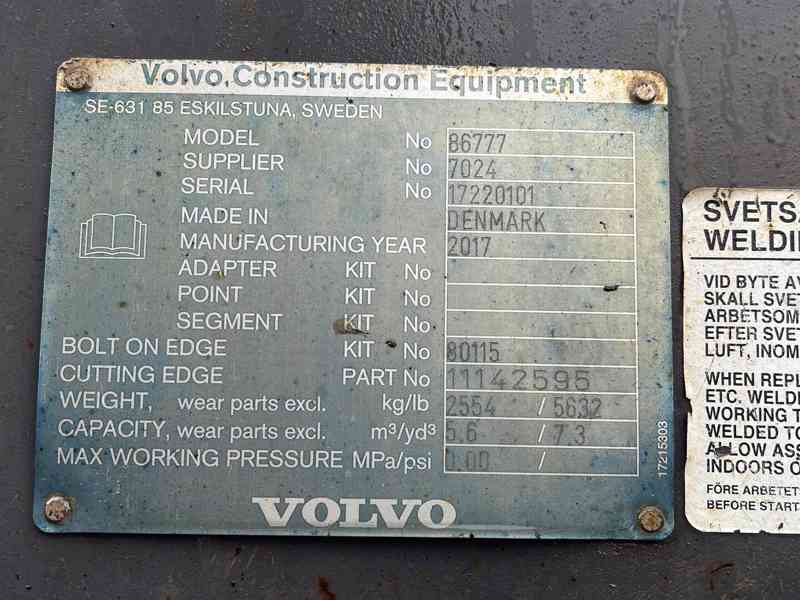 Volvo Construction Equipment
SE-631 85 ESKILSTUNA, SWEDEN
MODEL No 86777
SUPPLIER No 7024
SERIAL No 17220101
MADE IN DENMARK
MANUFACTURING YEAR 2017
ADAPTER KIT No
POINT KIT No
SEGMENT KIT No
BOLT ON EDGE KIT No 80115
CUTTING EDGE PART No 11142595
WEIGHT, wear parts excl. kg/lb 2554 / 5632
CAPACITY, wear parts excl. m³/yd³ 5.6 / 7.3
MAX WORKING PRESSURE MPa/psi 0.00 /
VOLVO
17215303
SVETSA
WELDI
VID BYTE AV
SKALL SVET
ARBETSOM
EFTER SVET
LUFT, INOM
WHEN REPL
ETC. WELDI
WORKING T
WELDED TO
ALLOW ASS
INDOORS O
FÖRE ARBETET
BEFORE START